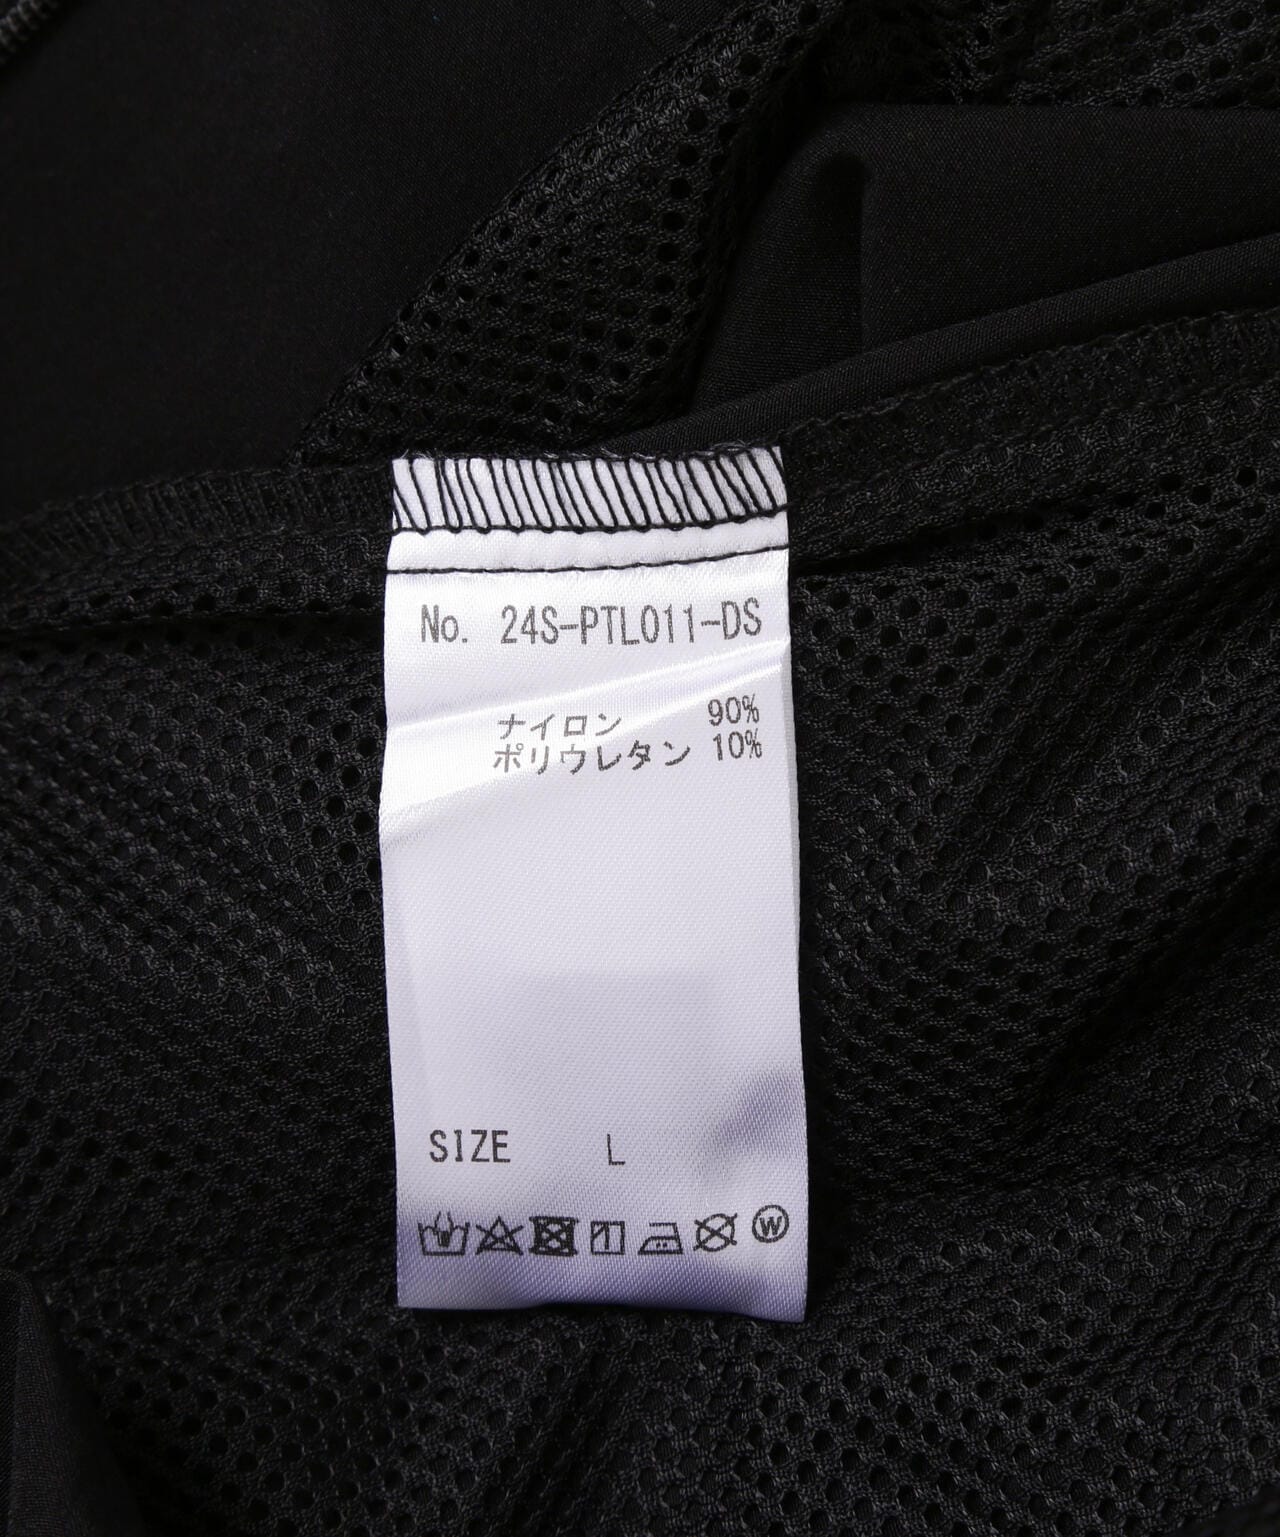 No. 24S-PTL011-DS
ナイロン 90%
ポリウレタン 10%
SIZE L
W